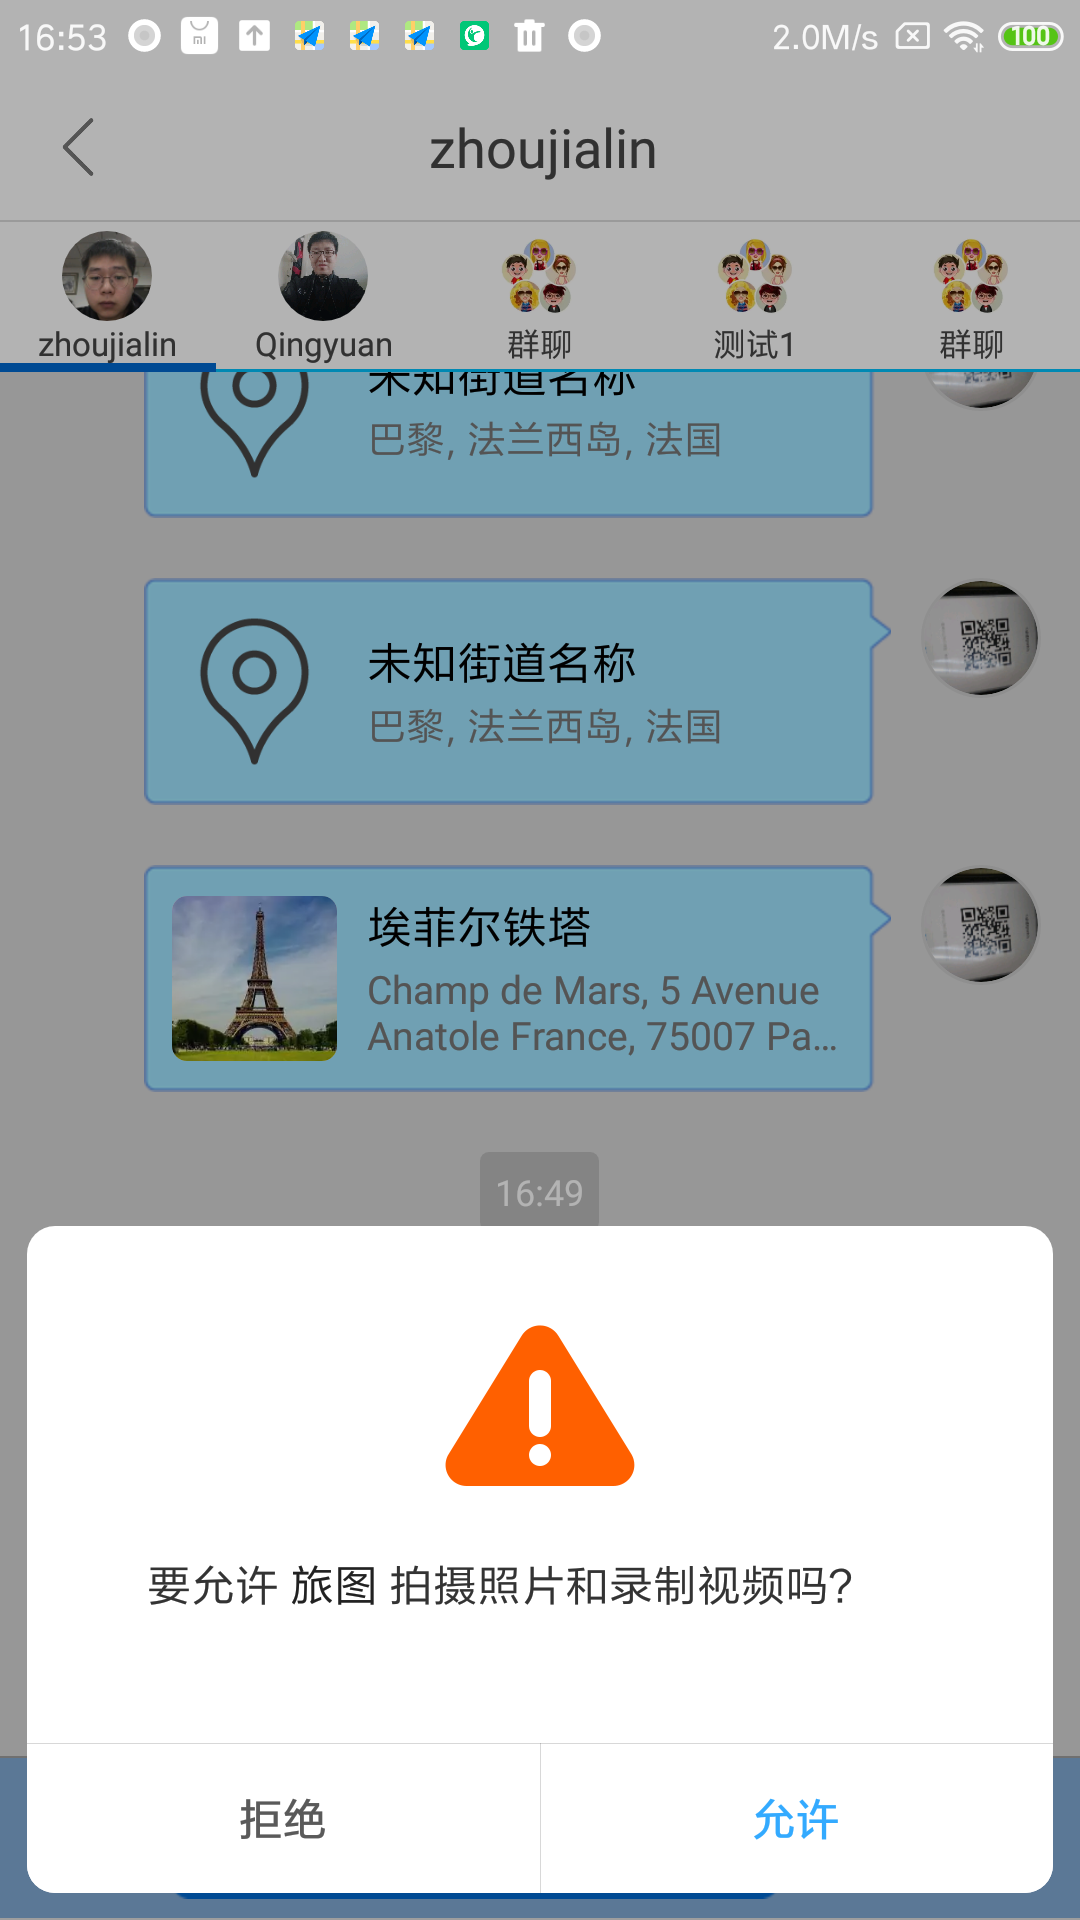 16:53
2.0M/s
100
zhoujialin
zhoujialin
Qingyuan
群聊
测试1
群聊
未知街道名称
巴黎, 法兰西岛, 法国
未知街道名称
巴黎, 法兰西岛, 法国
埃菲尔铁塔
Champ de Mars, 5 Avenue
Anatole France, 75007 Pa...
16:49
要允许 旅图 拍摄照片和录制视频吗?
拒绝
允许